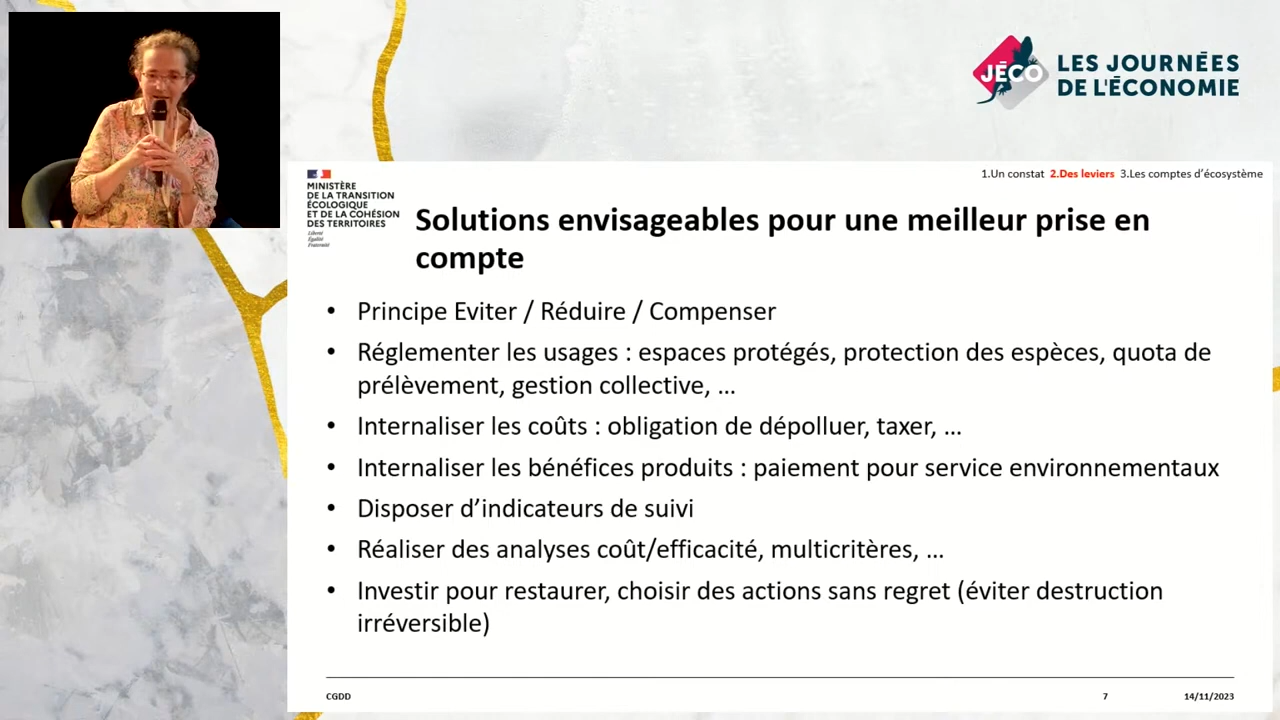 JÉCO
LES JOURNÉES
DE L'ÉCONOMIE
1.Un constat 2.Des leviers 3.Les comptes d'écosystème
MINISTÈRE
DE LA TRANSITION
ÉCOLOGIQUE
ET DE LA COHÉSION
DES TERRITOIRES
Liberté
Égalité
Fraternité
Solutions envisageables pour une meilleur prise en
compte
• Principe Eviter / Réduire / Compenser
• Réglementer les usages : espaces protégés, protection des espèces, quota de
prélèvement, gestion collective, …
• Internaliser les coûts : obligation de dépolluer, taxer, …
• Internaliser les bénéfices produits : paiement pour service environnementaux
• Disposer d'indicateurs de suivi
• Réaliser des analyses coût/efficacité, multicritères, …
• Investir pour restaurer, choisir des actions sans regret (éviter destruction
irréversible)
CGDD 7 14/11/2023